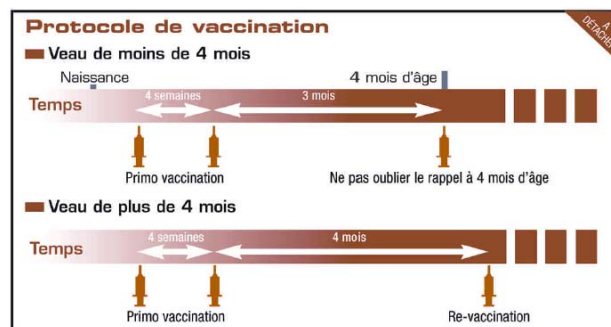 Protocole de vaccination
À
DÉTACHER
Veau de moins de 4 mois
Naissance
4 mois d'âge
Temps
4 semaines
3 mois
Primo vaccination
Ne pas oublier le rappel à 4 mois d'âge
Veau de plus de 4 mois
Temps
4 semaines
4 mois
Primo vaccination
Re-vaccination